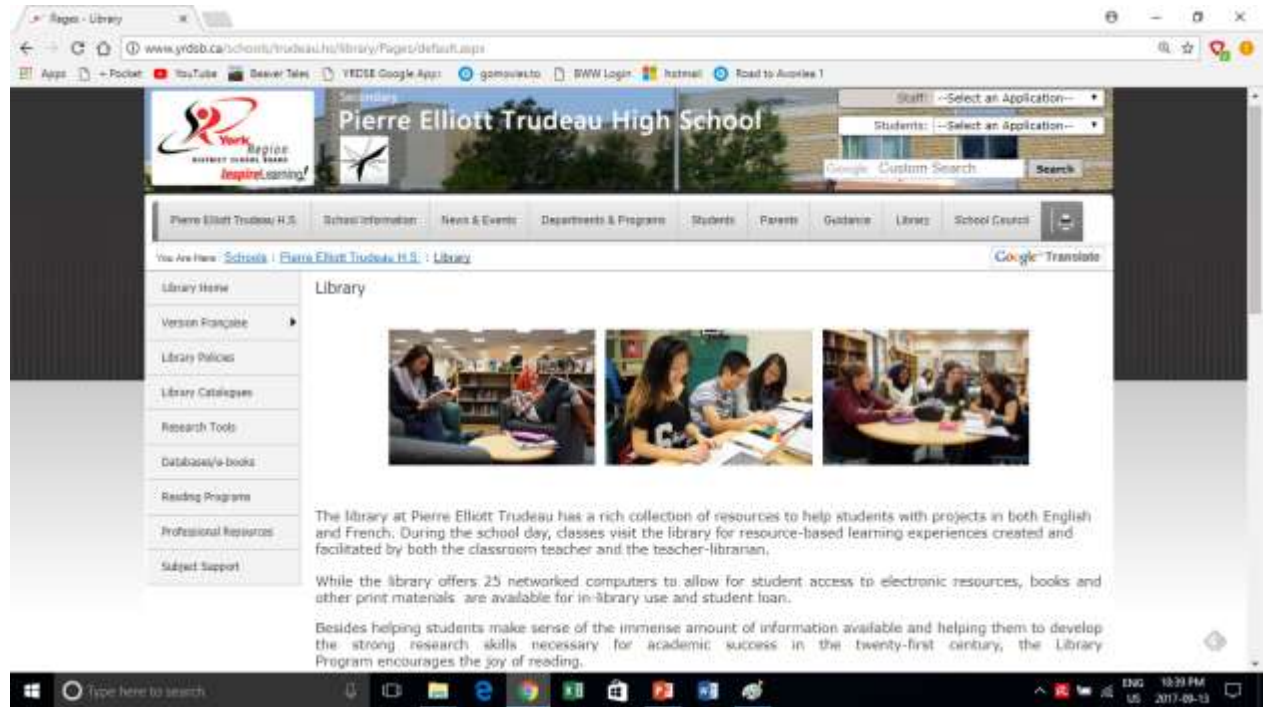 Pages - Library
www.yrdsb.ca/schools/trudeau.hs/library/Pages/default.aspx
Apps
YouTube
Beaver Tales
YRDSB Google Apps
gomovies.to
BWW Login
hotmail
Secondary
Pierre Elliott Trudeau High School
York Region
DISTRICT SCHOOL BOARD
Inspire Learning!
Staff: --Select an Application--
Students: --Select an Application--
Google Custom Search Search
Pierre Elliott Trudeau H.S. School Information News & Events Departments & Programs Students Parents Guidance Library School Council
You Are Here: Schools : Pierre Elliott Trudeau H.S. : Library
Google Translate
Library Home
Version Française
Library Policies
Library Catalogues
Research Tools
Databases/e-books
Reading Programs
Professional Resources
Subject Support
Library
The library at Pierre Elliott Trudeau has a rich collection of resources to help students with projects in both English
and French. During the school day, classes visit the library for resource-based learning experiences created and
facilitated by both the classroom teacher and the teacher-librarian.
While the library offers 25 networked computers to allow for student access to electronic resources, books and
other print materials are available for in-library use and student loan.
Besides helping students make sense of the immense amount of information available and helping them to develop
the strong research skills necessary for academic success in the twenty-first century, the Library
Program encourages the joy of reading.
Type here to search
ENG
US
10:39 PM
2017-09-13